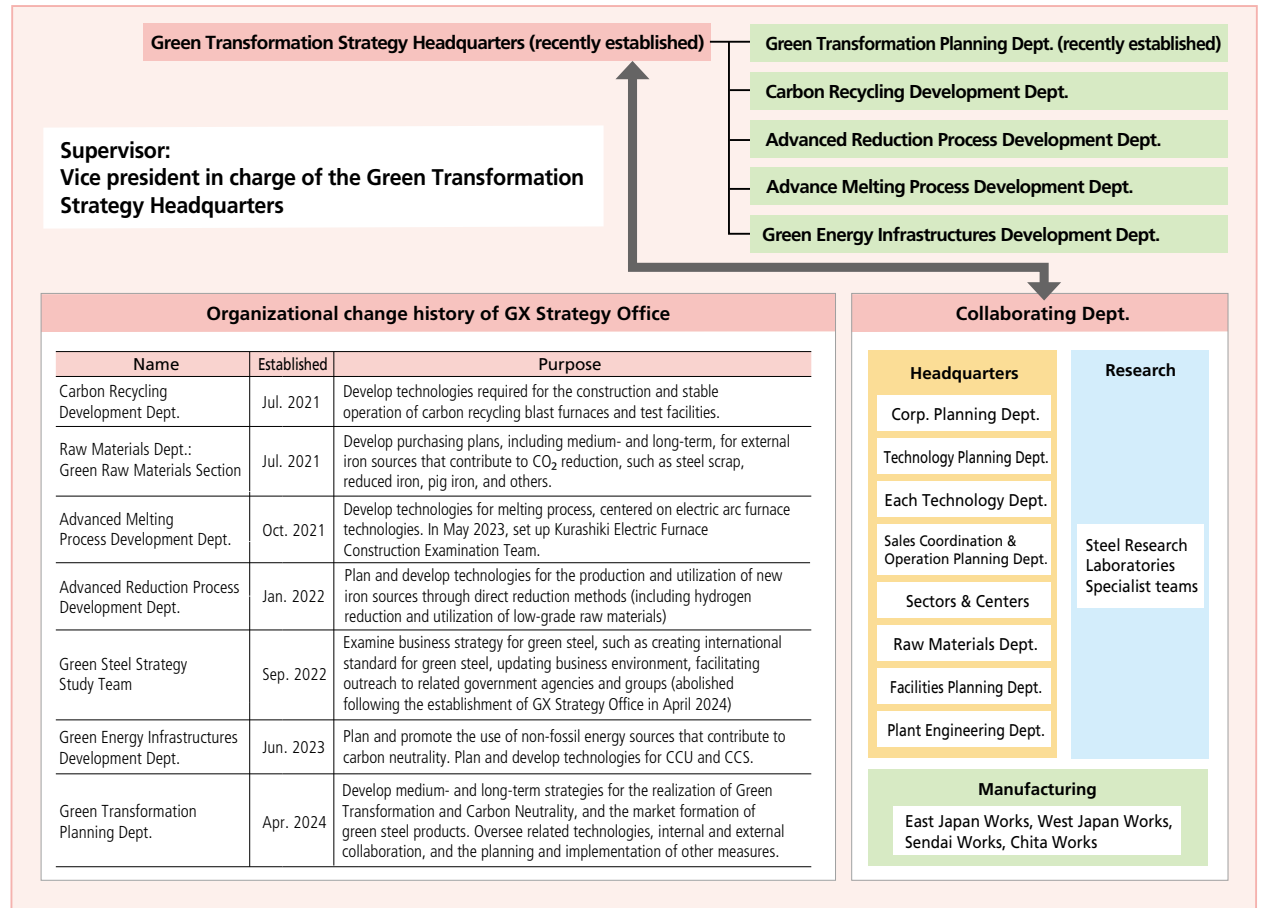 Green Transformation Strategy Headquarters (recently established)
Green Transformation Planning Dept. (recently established)
Carbon Recycling Development Dept.
Advanced Reduction Process Development Dept.
Advance Melting Process Development Dept.
Green Energy Infrastructures Development Dept.
Supervisor:
Vice president in charge of the Green Transformation
Strategy Headquarters
Organizational change history of GX Strategy Office
Name Established Purpose
Carbon Recycling
Development Dept.
Jul. 2021
Develop technologies required for the construction and stable
operation of carbon recycling blast furnaces and test facilities.
Raw Materials Dept.:
Green Raw Materials Section
Jul. 2021
Develop purchasing plans, including medium- and long-term, for external
iron sources that contribute to CO₂ reduction, such as steel scrap,
reduced iron, pig iron, and others.
Advanced Melting
Process Development Dept.
Oct. 2021
Develop technologies for melting process, centered on electric arc furnace
technologies. In May 2023, set up Kurashiki Electric Furnace
Construction Examination Team.
Advanced Reduction Process
Development Dept.
Jan. 2022
Plan and develop technologies for the production and utilization of new
iron sources through direct reduction methods (including hydrogen
reduction and utilization of low-grade raw materials)
Green Steel Strategy
Study Team
Sep. 2022
Examine business strategy for green steel, such as creating international
standard for green steel, updating business environment, facilitating
outreach to related government agencies and groups (abolished
following the establishment of GX Strategy Office in April 2024)
Green Energy Infrastructures
Development Dept.
Jun. 2023
Plan and promote the use of non-fossil energy sources that contribute to
carbon neutrality. Plan and develop technologies for CCU and CCS.
Green Transformation
Planning Dept.
Apr. 2024
Develop medium- and long-term strategies for the realization of Green
Transformation and Carbon Neutrality, and the market formation of
green steel products. Oversee related technologies, internal and external
collaboration, and the planning and implementation of other measures.
Collaborating Dept.
Headquarters
Corp. Planning Dept.
Technology Planning Dept.
Each Technology Dept.
Sales Coordination &
Operation Planning Dept.
Sectors & Centers
Raw Materials Dept.
Facilities Planning Dept.
Plant Engineering Dept.
Research
Steel Research
Laboratories
Specialist teams
Manufacturing
East Japan Works, West Japan Works,
Sendai Works, Chita Works